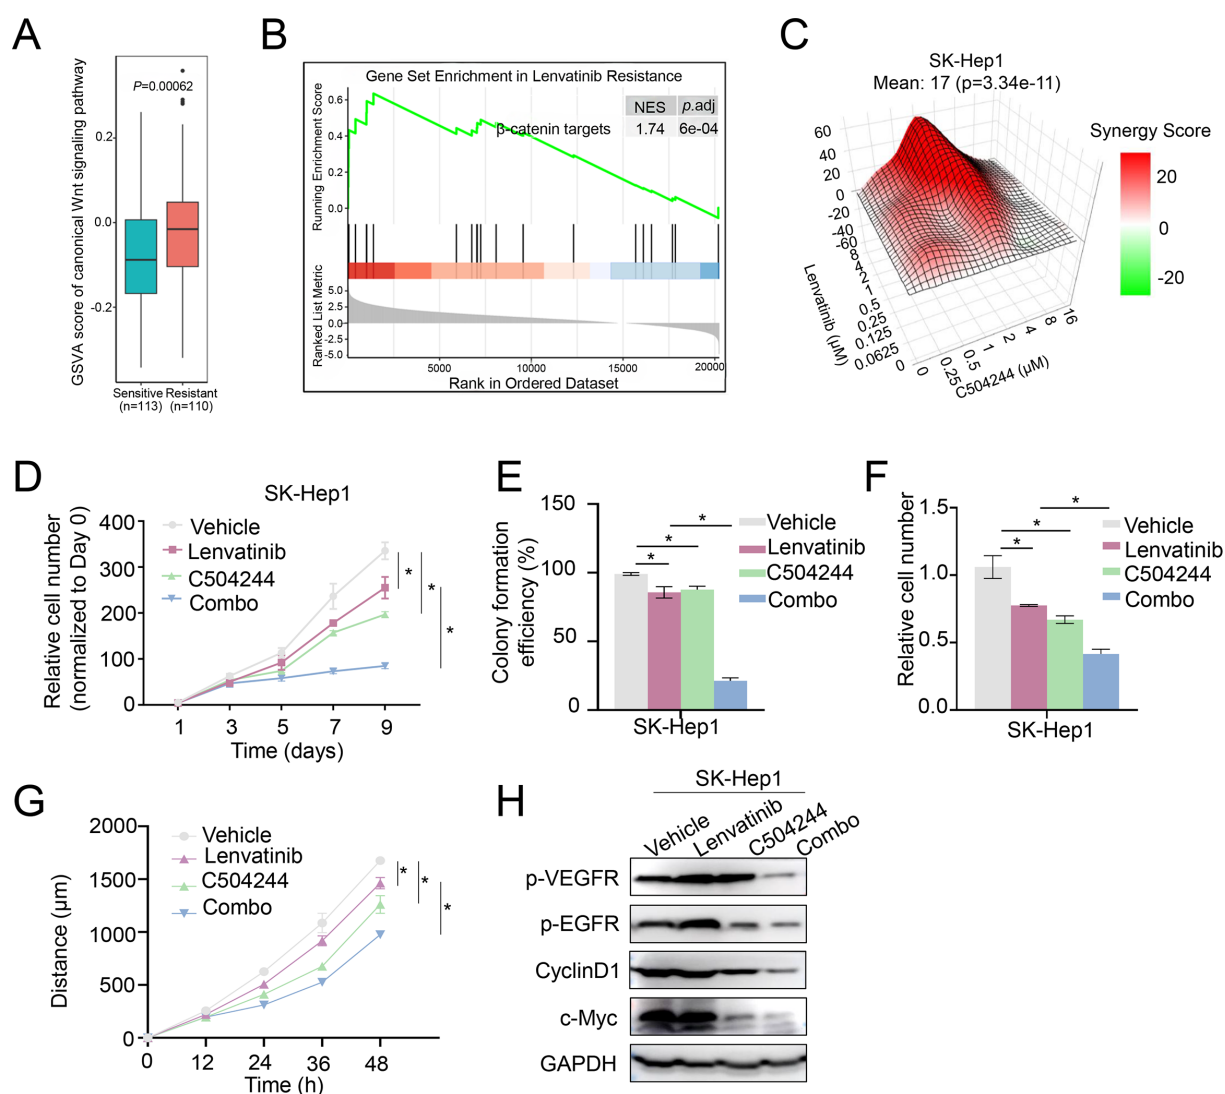 A
GSVA score of canonical Wnt signaling pathway
P=0.00062
0.2
0.0
-0.2
Sensitive
(n=113)
Resistant
(n=110)
B
Gene Set Enrichment in Lenvatinib Resistance
Running Enrichment Score
0.6
0.4
0.2
0.0
NES
p.adj
β-catenin targets
1.74
6e-04
Ranked List Metric
5.0
2.5
0.0
-2.5
-5.0
5000
10000
15000
20000
Rank in Ordered Dataset
C
SK-Hep1
Mean: 17 (p=3.34e-11)
60
40
20
0
-20
-40
-60
8
4
2
1
0.5
0.25
0.125
0.0625
0
Lenvatinib (μM)
0
0.25
0.5
1
2
4
8
16
C504244 (μM)
Synergy Score
20
0
-20
D
SK-Hep1
Relative cell number
(normalized to Day 0)
400
300
200
100
0
Vehicle
Lenvatinib
C504244
Combo
*
*
*
1
3
5
7
9
Time (days)
E
Colony formation
efficiency (%)
150
100
50
0
*
*
*
Vehicle
Lenvatinib
C504244
Combo
SK-Hep1
F
Relative cell number
1.5
1.0
0.5
0.0
*
*
*
Vehicle
Lenvatinib
C504244
Combo
SK-Hep1
G
Distance (μm)
2000
1500
1000
500
0
Vehicle
Lenvatinib
C504244
Combo
*
*
*
0
12
24
36
48
Time (h)
H
SK-Hep1
Vehicle
Lenvatinib
C504244
Combo
p-VEGFR
p-EGFR
CyclinD1
c-Myc
GAPDH